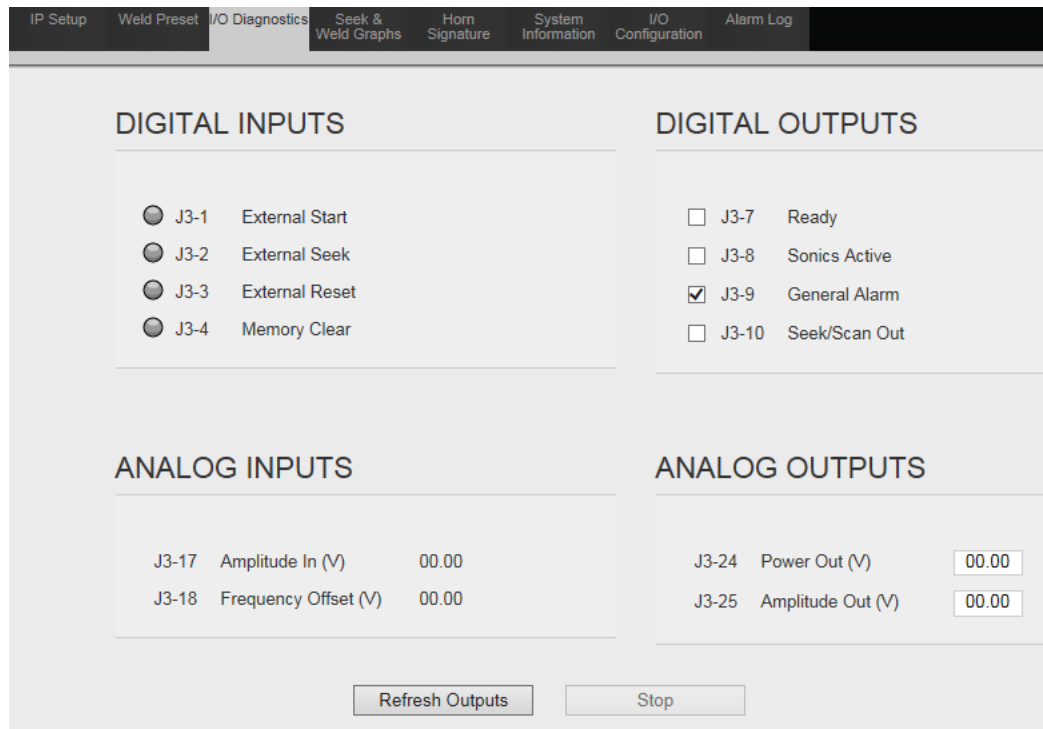 IP Setup Weld Preset I/O Diagnostics Seek & Weld Graphs Horn Signature System Information I/O Configuration Alarm Log
DIGITAL INPUTS
J3-1 External Start
J3-2 External Seek
J3-3 External Reset
J3-4 Memory Clear
DIGITAL OUTPUTS
J3-7 Ready
J3-8 Sonics Active
J3-9 General Alarm
J3-10 Seek/Scan Out
ANALOG INPUTS
J3-17 Amplitude In (V) 00.00
J3-18 Frequency Offset (V) 00.00
ANALOG OUTPUTS
J3-24 Power Out (V) 00.00
J3-25 Amplitude Out (V) 00.00
Refresh Outputs Stop